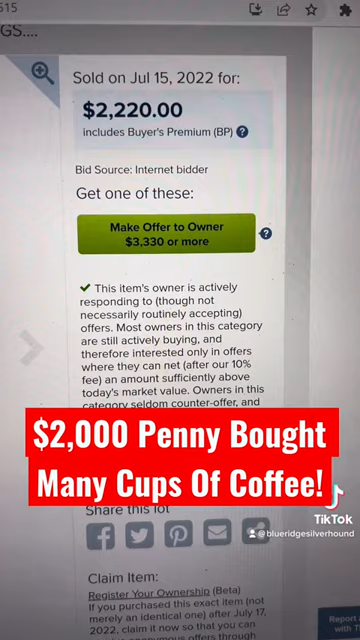 515
GS....
Sold on Jul 15, 2022 for:
$2,220.00
includes Buyer's Premium (BP) ?
Bid Source: Internet bidder
Get one of these:
Make Offer to Owner
$3,330 or more
?
✓ This item's owner is actively
responding to (though not
necessarily routinely accepting)
offers. Most owners in this category
are still actively buying, and
therefore interested only in offers
where they can net (after our 10%
fee) an amount sufficiently above
today's market value. Owners in this
category seldom counter-offer, and
$2,000 Penny Bought
Many Cups Of Coffee!
Share this lot
TikTok
@blueridgesilverhound
Claim Item:
Register Your Ownership (Beta)
If you purchased this exact item (not
merely an identical one) after July 17,
2022, claim it now so that you can
offers through
Report
with T